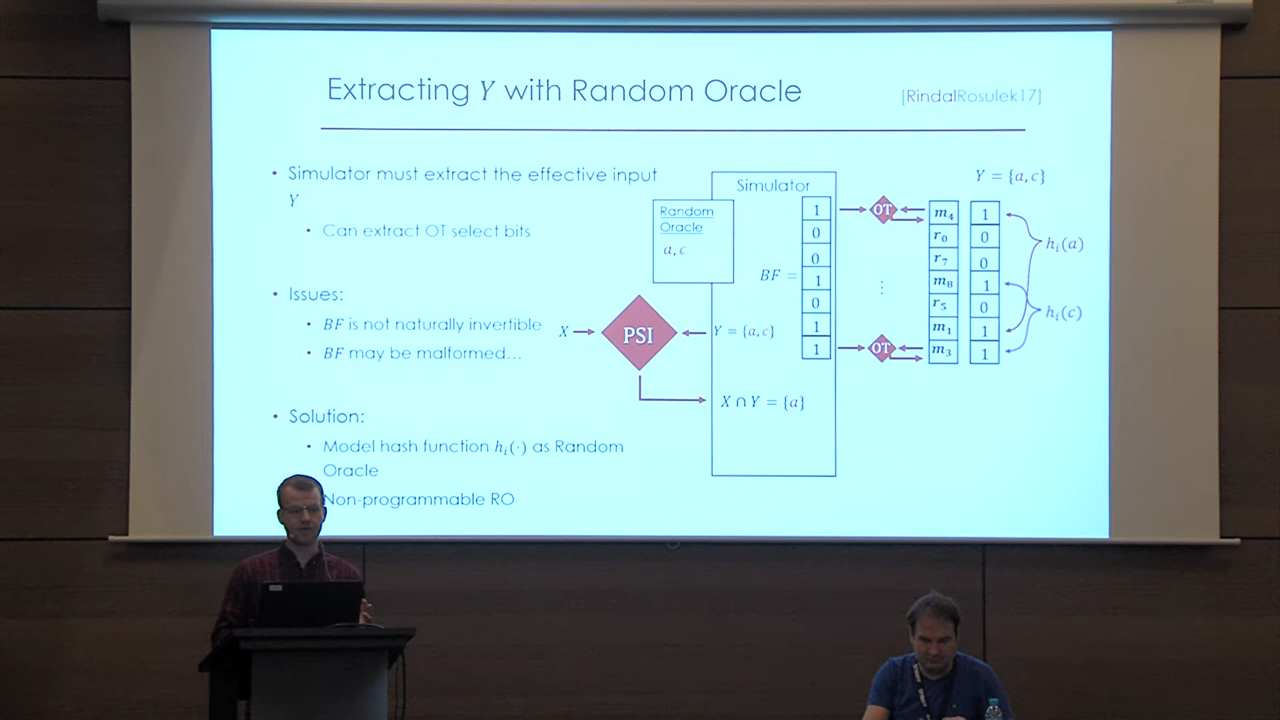 Extracting Y with Random Oracle
[RindalRosulek17]
• Simulator must extract the effective input
Y
• Can extract OT select bits
• Issues:
• BF is not naturally invertible
• BF may be malformed…
• Solution:
• Model hash function hᵢ(·) as Random
Oracle
Non-programmable RO
Simulator
Random
Oracle
a, c
BF =
1
0
0
1
0
1
1
X
PSI
Y = {a,c}
X ∩ Y = {a}
OT
⋮
OT
Y = {a, c}
m₄ 1
r₀ 0
r₇ 0
m₈ 1
r₅ 0
m₁ 1
m₃ 1
hᵢ(a)
hᵢ(c)